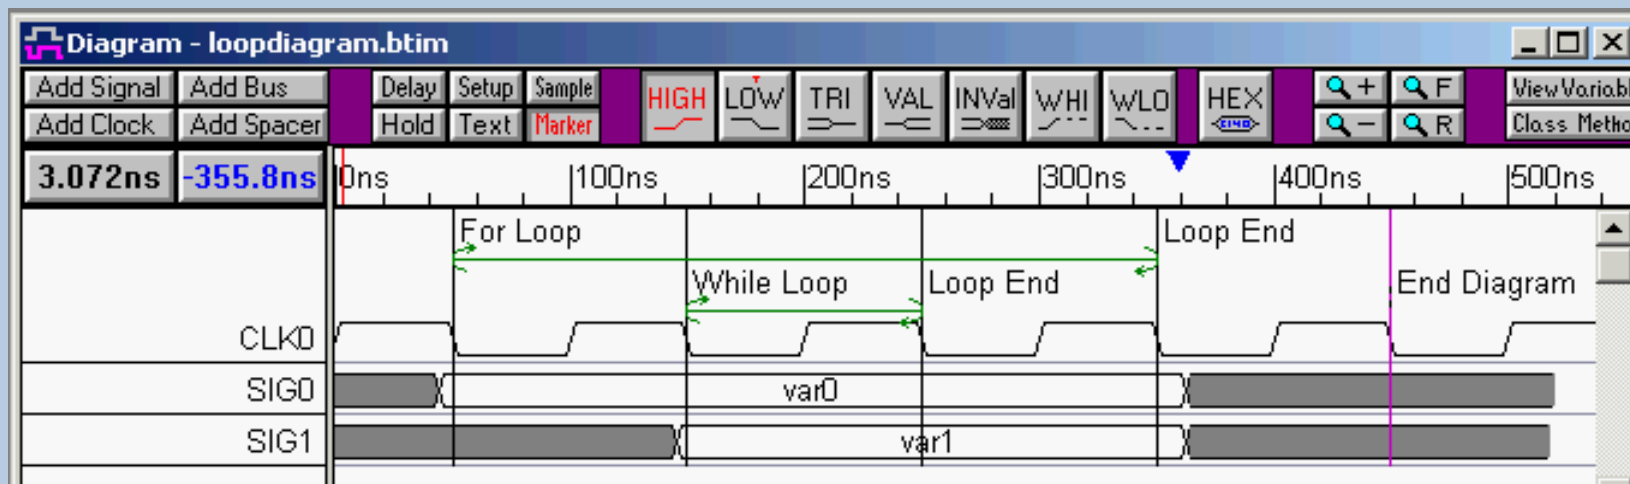 Diagram - loopdiagram.btim
Add Signal Add Bus Delay Setup Sample HIGH LOW TRI VAL INVal WHI WLO HEX + F
Add Clock Add Spacer Hold Text Marker - R
3.072ns -355.8ns 0ns 100ns 200ns 300ns 400ns 500ns
For Loop Loop End
While Loop Loop End End Diagram
CLK0
SIG0 var0
SIG1 var1